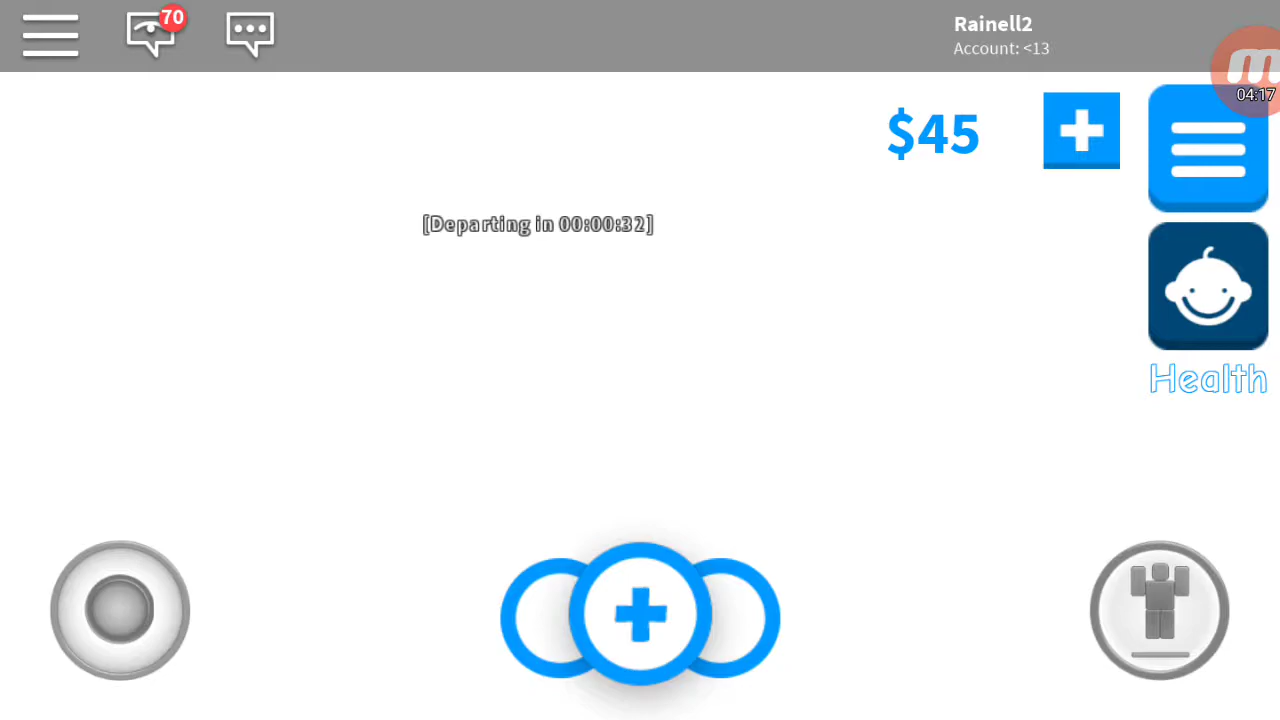 70
Rainell2
Account: <13
04:17
$45
[Departing in 00:00:32]
Health